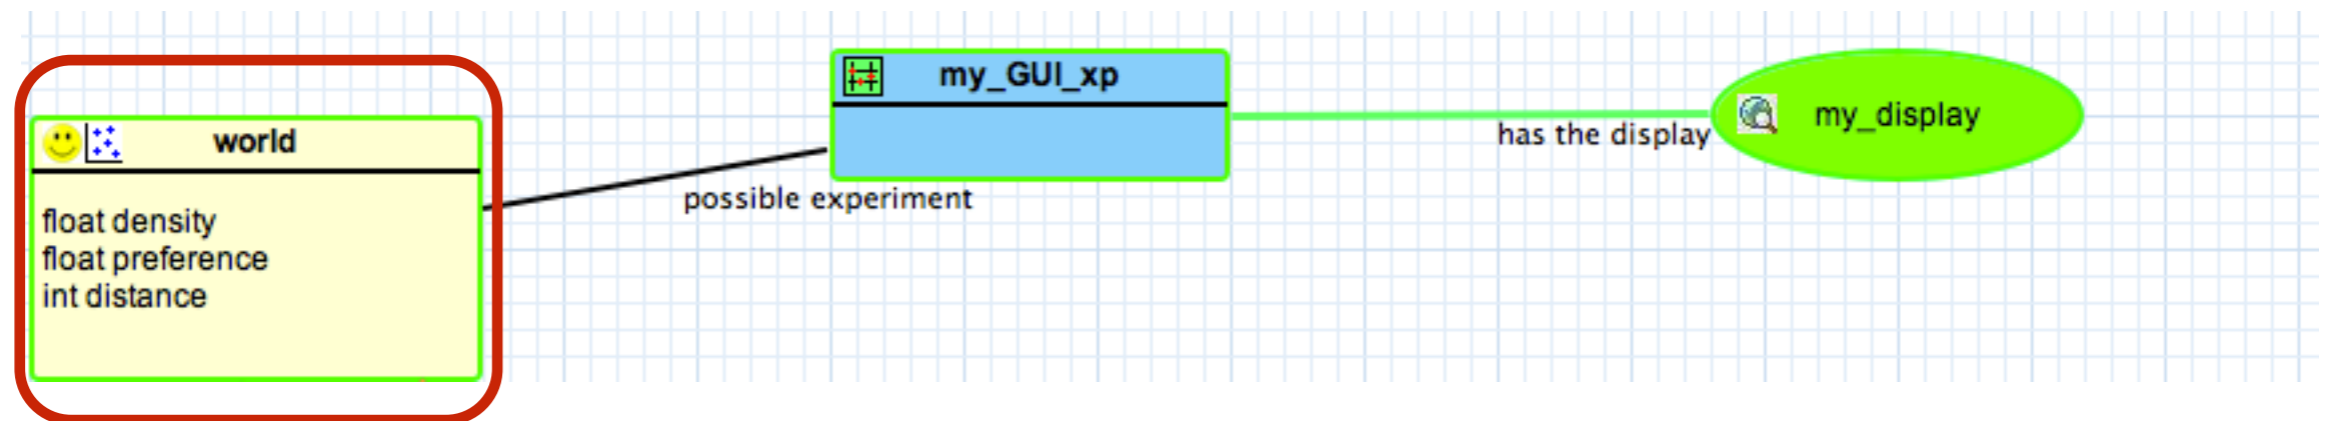 world
float density
float preference
int distance
possible experiment
my_GUI_xp
has the display
my_display